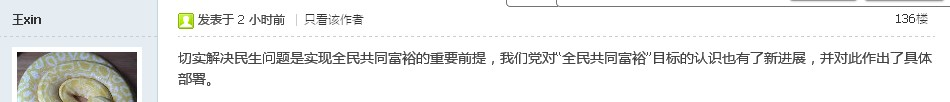 王xin
发表于 2 小时前 | 只看该作者
136楼
切实解决民生问题是实现全民共同富裕的重要前提，我们党对“全民共同富裕”目标的认识也有了新进展，并对此作出了具体
部署。